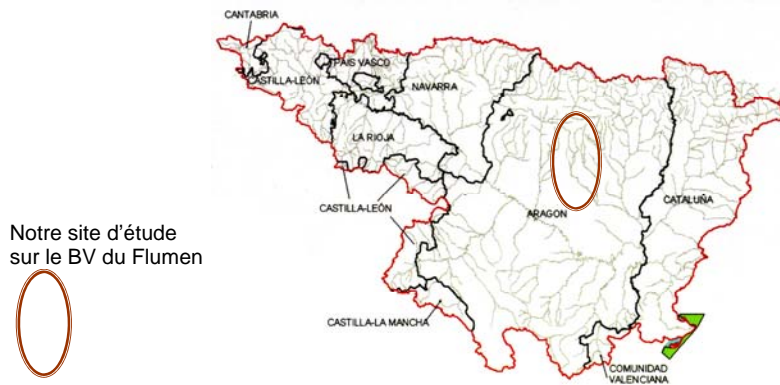 CANTABRIA
CASTILLA-LEÓN
PAIS VASCO
NAVARRA
LA RIOJA
CASTILLA-LEÓN
ARAGON
CATALUÑA
Notre site d'étude
sur le BV du Flumen
CASTILLA-LA MANCHA
COMUNIDAD
VALENCIANA